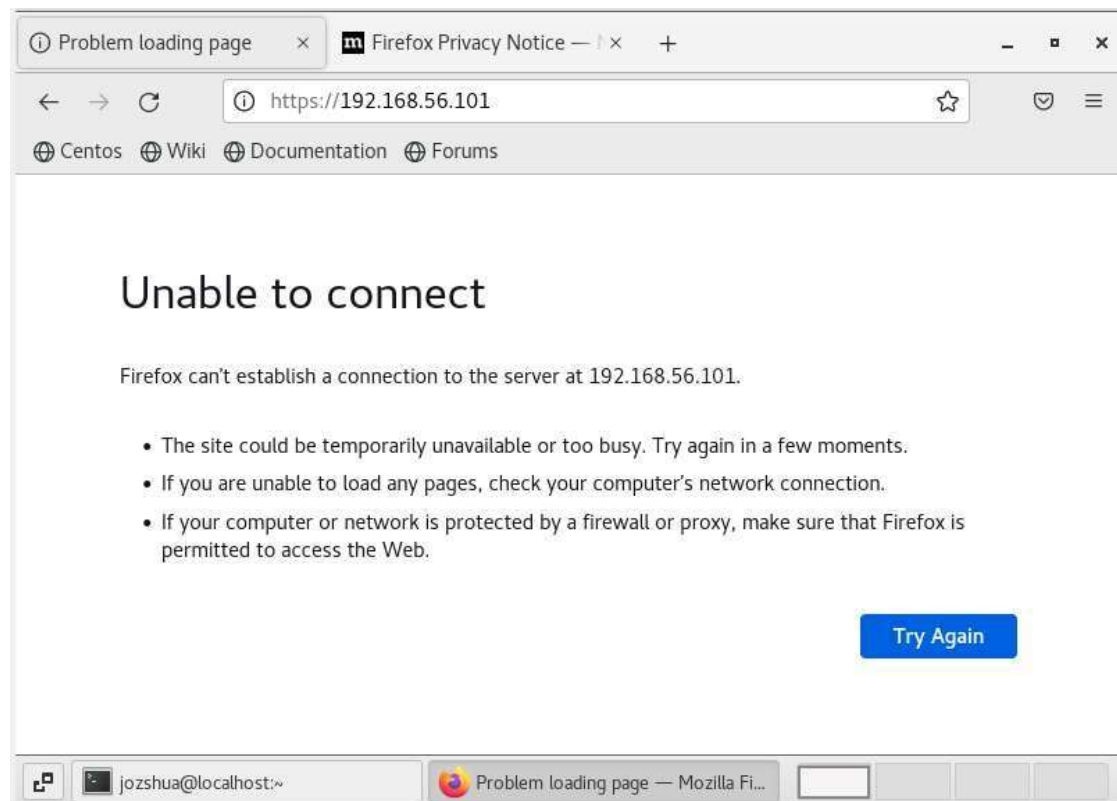 Problem loading page
m Firefox Privacy Notice —
https://192.168.56.101
Centos Wiki Documentation Forums
Unable to connect
Firefox can't establish a connection to the server at 192.168.56.101.
• The site could be temporarily unavailable or too busy. Try again in a few moments.
• If you are unable to load any pages, check your computer's network connection.
• If your computer or network is protected by a firewall or proxy, make sure that Firefox is
permitted to access the Web.
Try Again
jozshua@localhost:~
Problem loading page — Mozilla Fi...